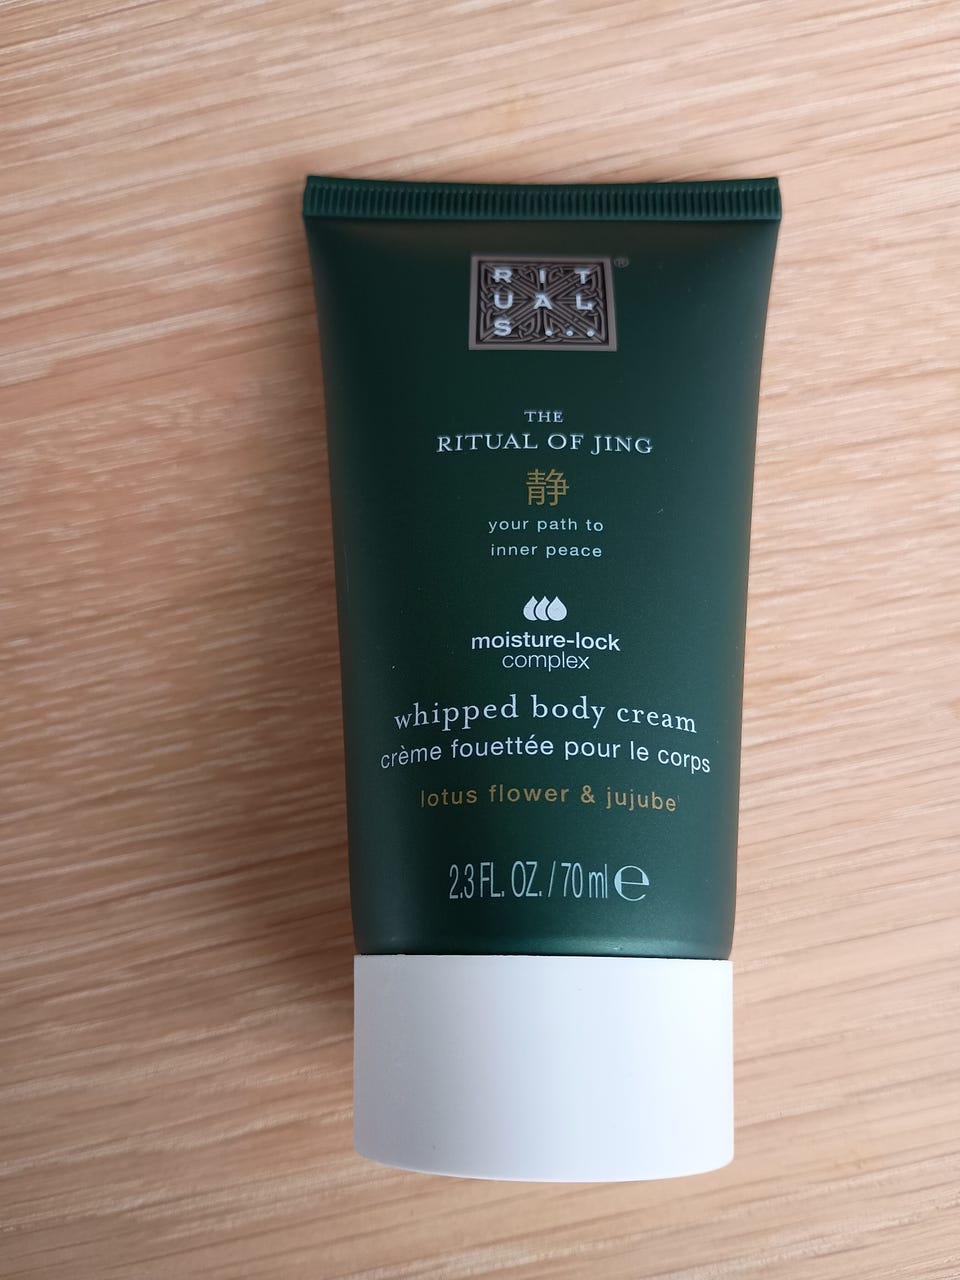 RIT
UAL
S...
®
THE
RITUAL OF JING
静
your path to
inner peace
moisture-lock
complex
whipped body cream
crème fouettée pour le corps
lotus flower & jujube
2.3 FL. OZ. / 70 ml ℮